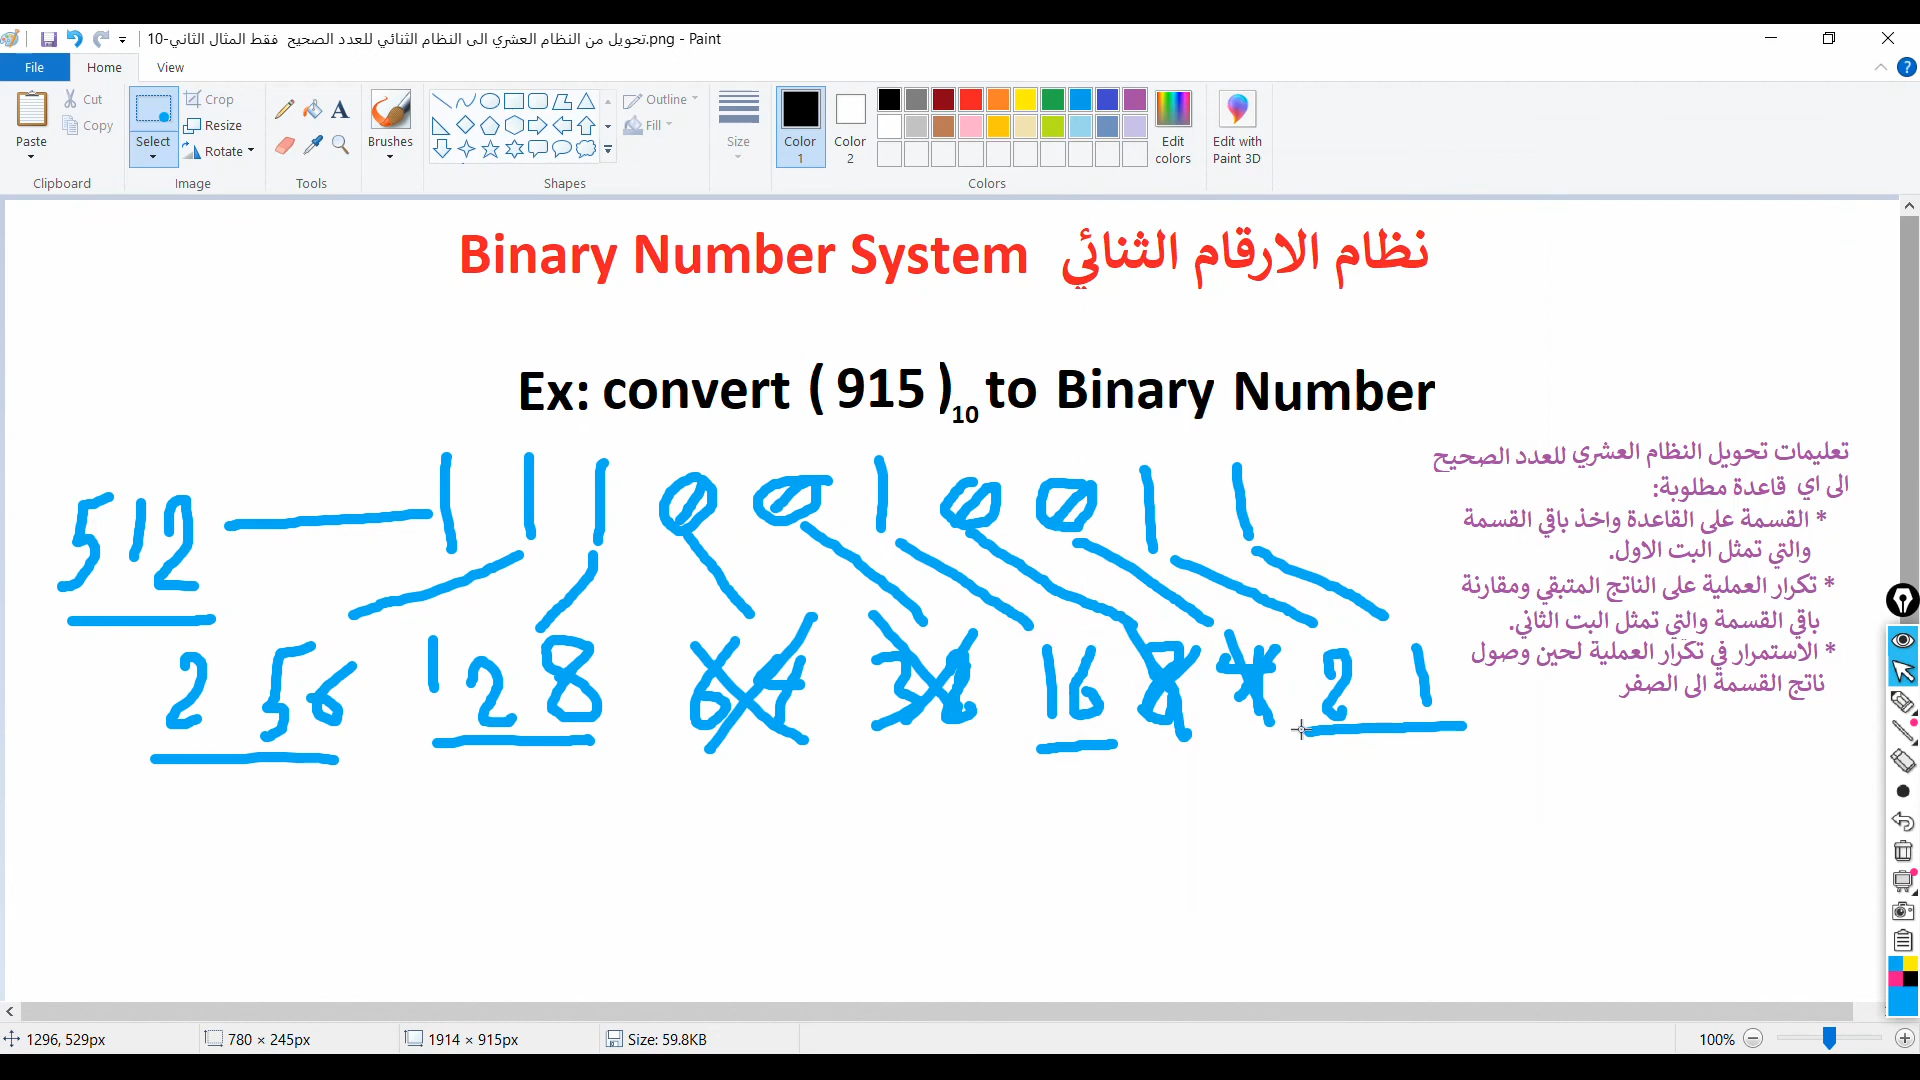 تحويل من النظام العشري الى النظام الثنائي للعدد الصحيح فقط المثال الثاني-10.png - Paint
File Home View
Cut
Copy
Paste
Clipboard
Crop
Resize
Rotate
Select
Image
Tools
Brushes
Outline
Fill
Shapes
Size
Color 1
Color 2
Edit colors
Colors
Edit with Paint 3D
Binary Number System نظام الارقام الثنائي
Ex: convert (915)10 to Binary Number
1 1 1 0 0 1 0 0 1 1
512
256 128 64 32 16 8 4 2 1
تعليمات تحويل النظام العشري للعدد الصحيح
الى اي قاعدة مطلوبة:
* القسمة على القاعدة واخذ باقي القسمة
والتي تمثل البت الاول.
* تكرار العملية على الناتج المتبقي ومقارنة
باقي القسمة والتي تمثل البت الثاني.
* الاستمرار في تكرار العملية لحين وصول
ناتج القسمة الى الصفر
1296, 529px 780 × 245px 1914 × 915px Size: 59.8KB 100%